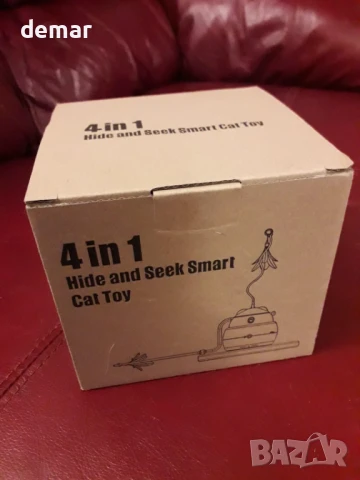 demar
4 in 1
Hide and Seek Smart Cat Toy
4 in 1
Hide and Seek Smart
Cat Toy
BAZAR